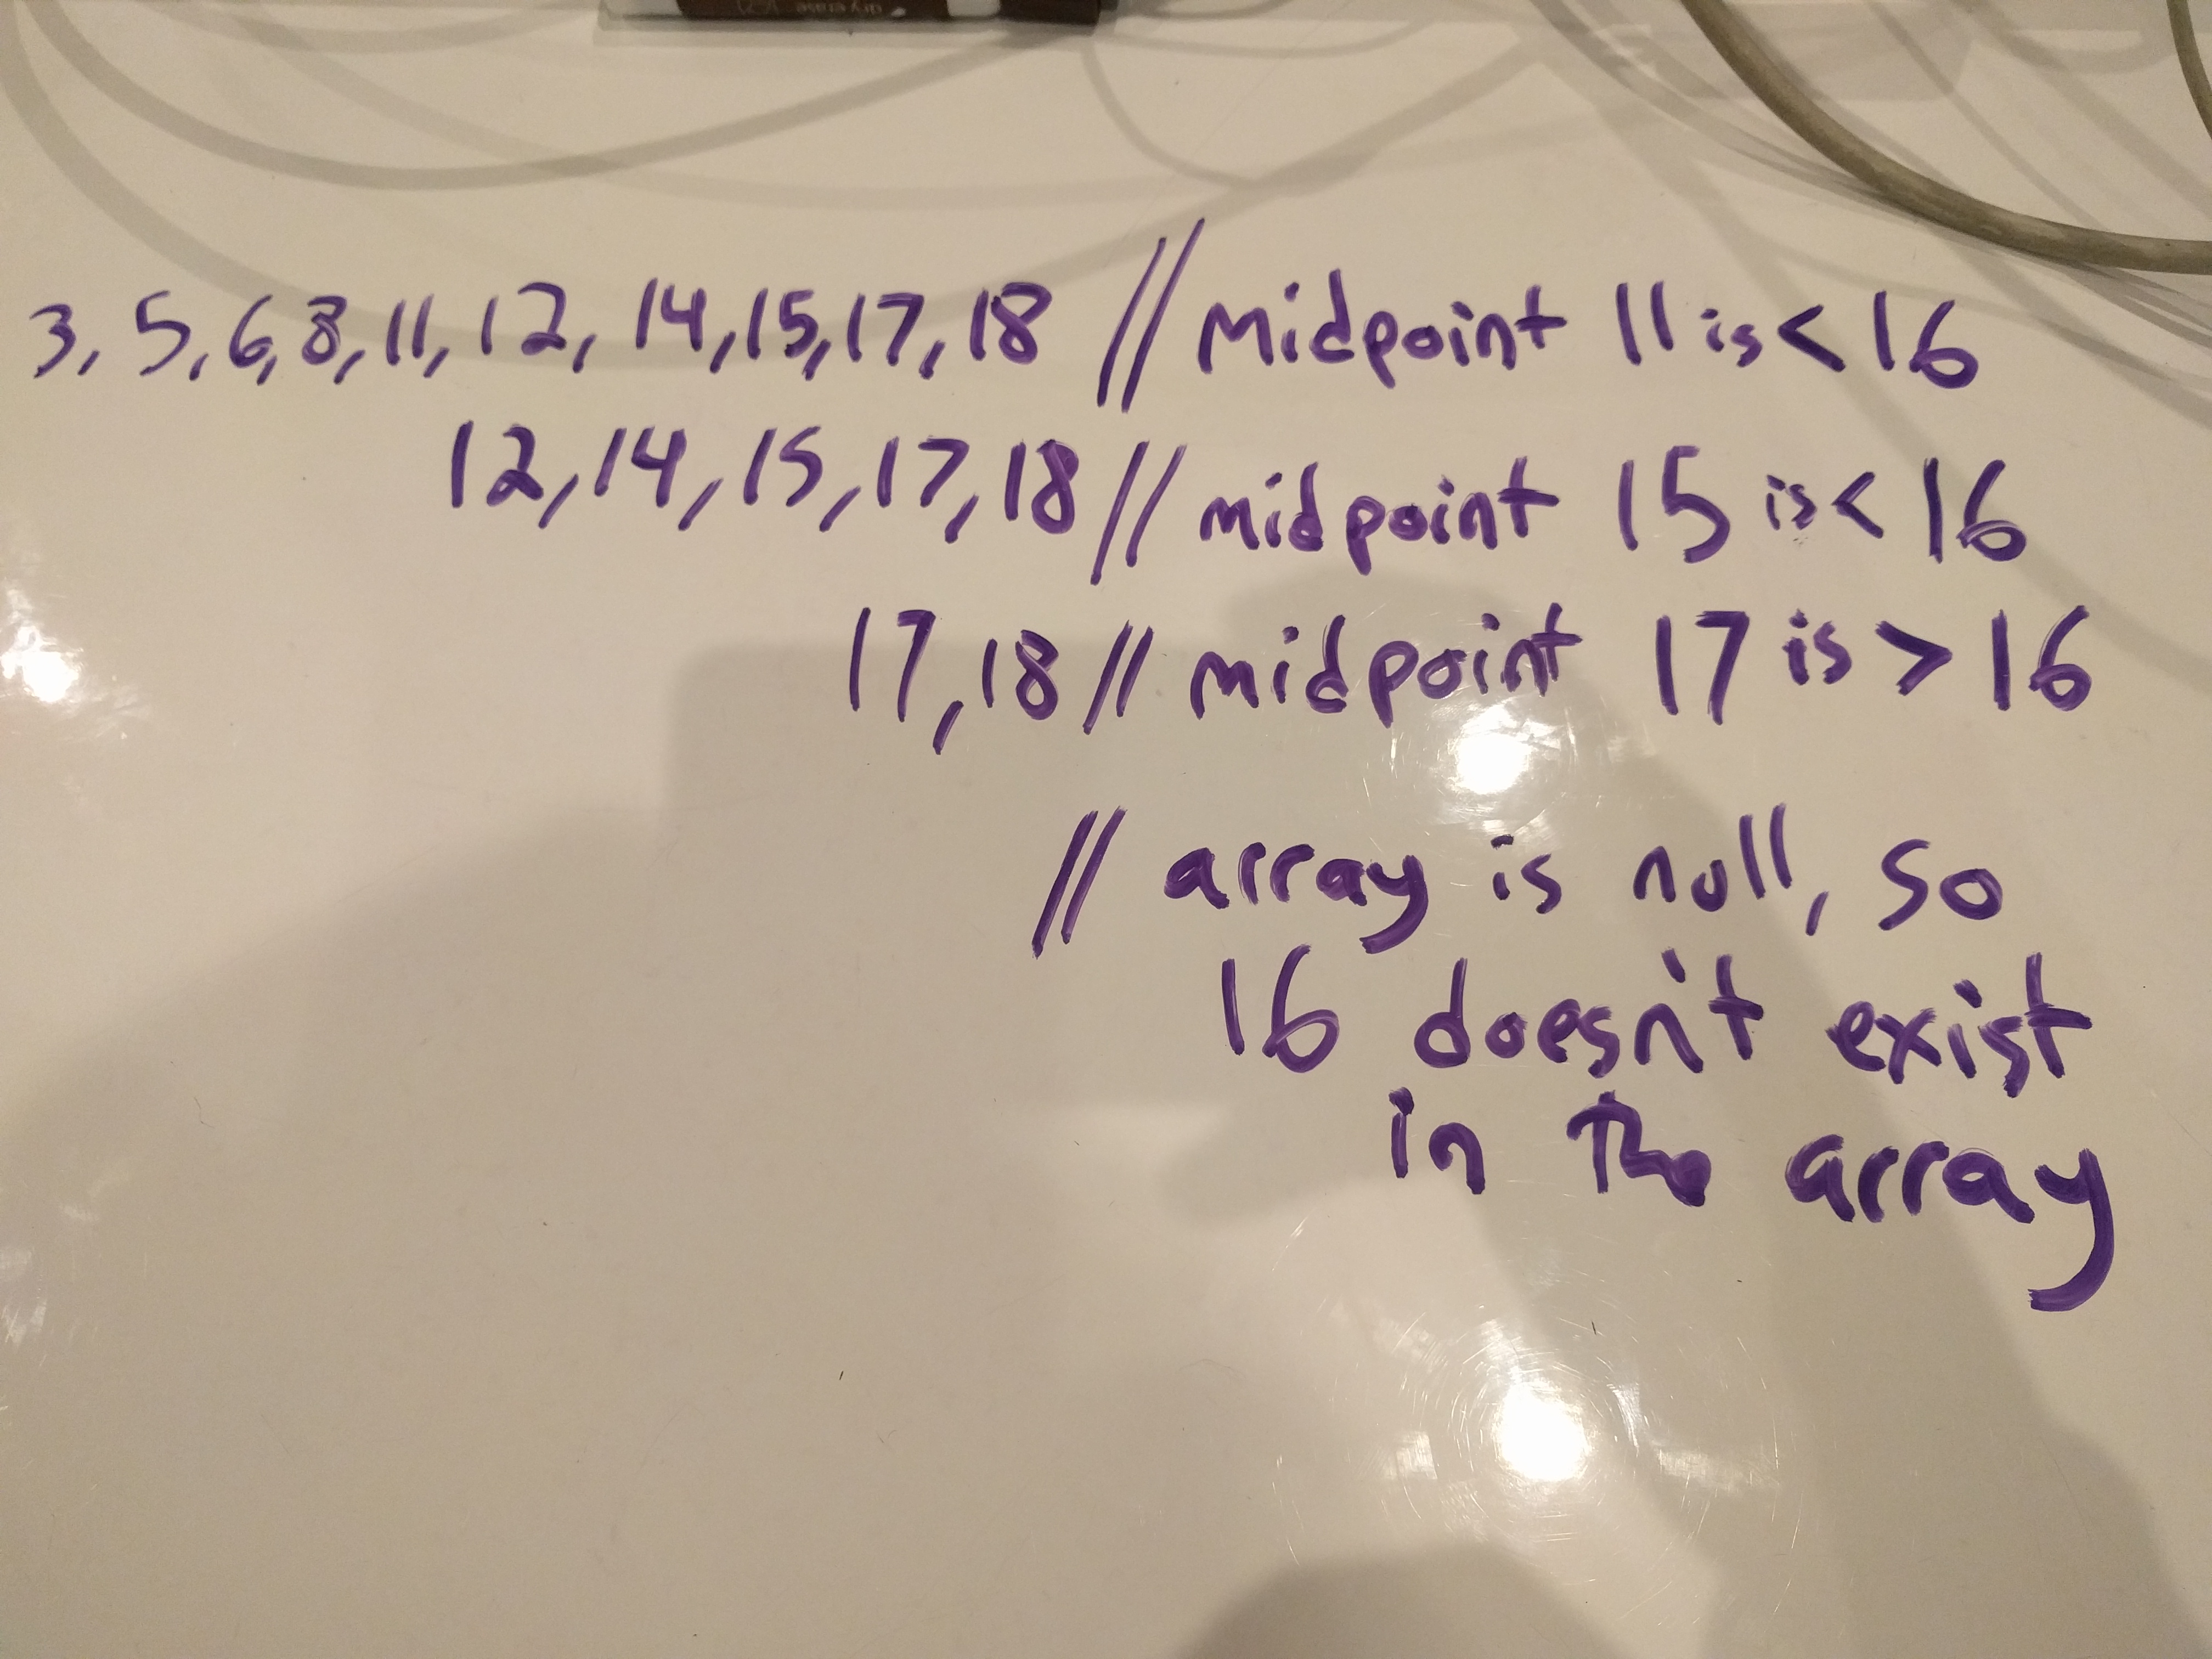 dry erase
3, 5, 6, 8, 11, 12, 14, 15, 17, 18 // Midpoint 11 is < 16
12, 14, 15, 17, 18 // midpoint 15 is < 16
17, 18 // midpoint 17 is > 16
// array is null, so
16 doesn't exist
in the array